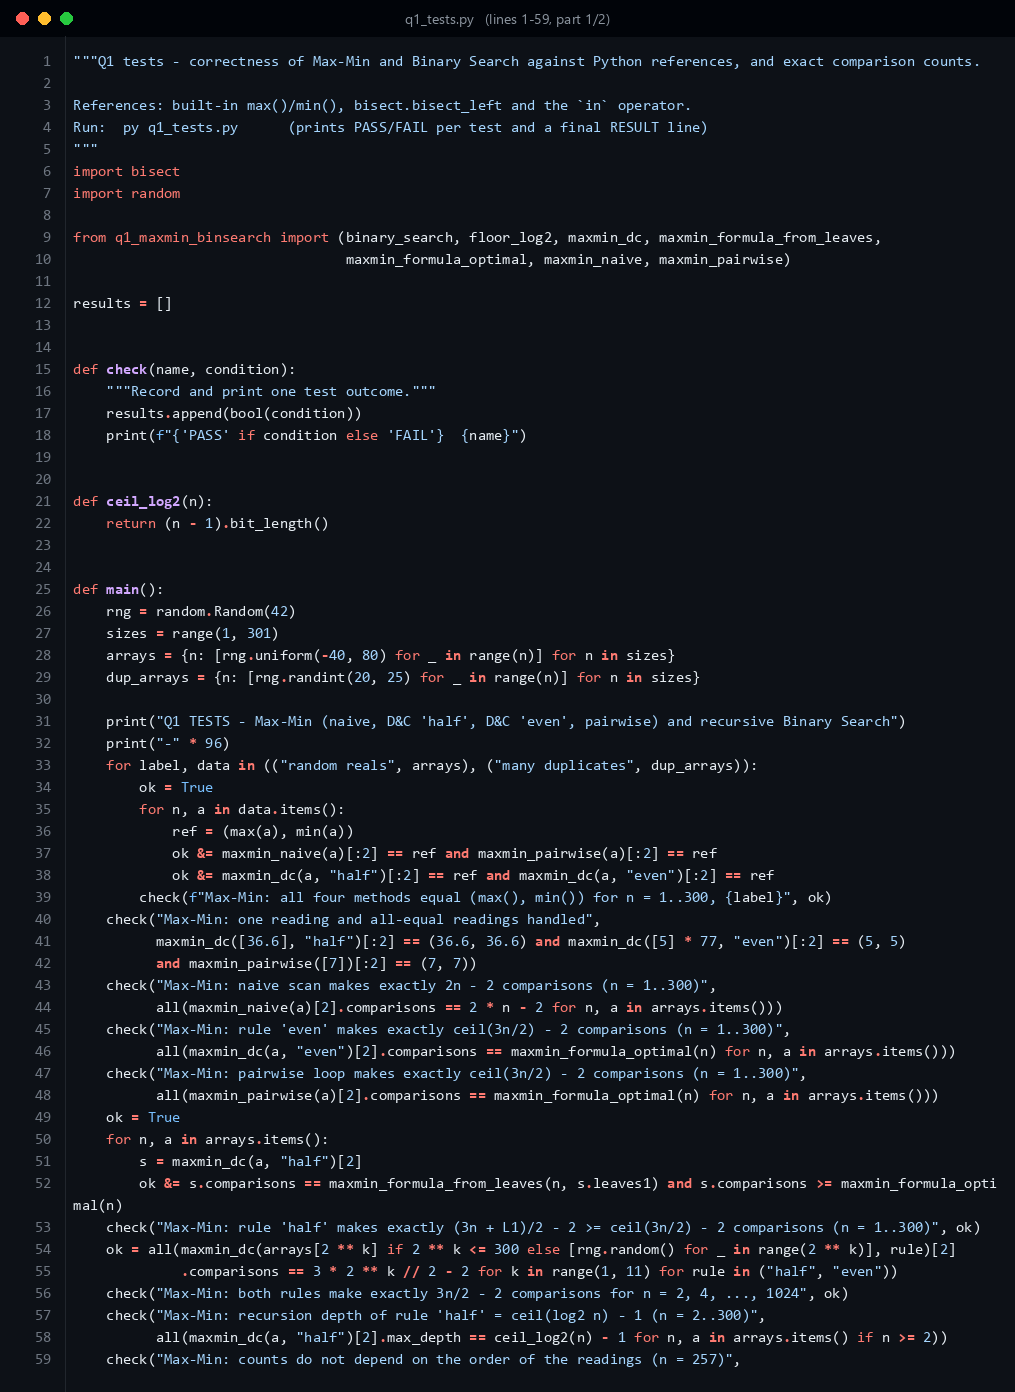 q1_tests.py (lines 1-59, part 1/2)
1 """Q1 tests - correctness of Max-Min and Binary Search against Python references, and exact comparison counts.
2
3 References: built-in max()/min(), bisect.bisect_left and the `in` operator.
4 Run:  py q1_tests.py      (prints PASS/FAIL per test and a final RESULT line)
5 """
6 import bisect
7 import random
8
9 from q1_maxmin_binsearch import (binary_search, floor_log2, maxmin_dc, maxmin_formula_from_leaves,
10                                  maxmin_formula_optimal, maxmin_naive, maxmin_pairwise)
11
12 results = []
13
14
15 def check(name, condition):
16     """Record and print one test outcome."""
17     results.append(bool(condition))
18     print(f"{'PASS' if condition else 'FAIL'}  {name}")
19
20
21 def ceil_log2(n):
22     return (n - 1).bit_length()
23
24
25 def main():
26     rng = random.Random(42)
27     sizes = range(1, 301)
28     arrays = {n: [rng.uniform(-40, 80) for _ in range(n)] for n in sizes}
29     dup_arrays = {n: [rng.randint(20, 25) for _ in range(n)] for n in sizes}
30
31     print("Q1 TESTS - Max-Min (naive, D&C 'half', D&C 'even', pairwise) and recursive Binary Search")
32     print("-" * 96)
33     for label, data in (("random reals", arrays), ("many duplicates", dup_arrays)):
34         ok = True
35         for n, a in data.items():
36             ref = (max(a), min(a))
37             ok &= maxmin_naive(a)[:2] == ref and maxmin_pairwise(a)[:2] == ref
38             ok &= maxmin_dc(a, "half")[:2] == ref and maxmin_dc(a, "even")[:2] == ref
39         check(f"Max-Min: all four methods equal (max(), min()) for n = 1..300, {label}", ok)
40     check("Max-Min: one reading and all-equal readings handled",
41           maxmin_dc([36.6], "half")[:2] == (36.6, 36.6) and maxmin_dc([5] * 77, "even")[:2] == (5, 5)
42           and maxmin_pairwise([7])[:2] == (7, 7))
43     check("Max-Min: naive scan makes exactly 2n - 2 comparisons (n = 1..300)",
44           all(maxmin_naive(a)[2].comparisons == 2 * n - 2 for n, a in arrays.items()))
45     check("Max-Min: rule 'even' makes exactly ceil(3n/2) - 2 comparisons (n = 1..300)",
46           all(maxmin_dc(a, "even")[2].comparisons == maxmin_formula_optimal(n) for n, a in arrays.items()))
47     check("Max-Min: pairwise loop makes exactly ceil(3n/2) - 2 comparisons (n = 1..300)",
48           all(maxmin_pairwise(a)[2].comparisons == maxmin_formula_optimal(n) for n, a in arrays.items()))
49     ok = True
50     for n, a in arrays.items():
51         s = maxmin_dc(a, "half")[2]
52         ok &= s.comparisons == maxmin_formula_from_leaves(n, s.leaves1) and s.comparisons >= maxmin_formula_opti
mal(n)
53     check("Max-Min: rule 'half' makes exactly (3n + L1)/2 - 2 >= ceil(3n/2) - 2 comparisons (n = 1..300)", ok)
54     ok = all(maxmin_dc(arrays[2 ** k] if 2 ** k <= 300 else [rng.random() for _ in range(2 ** k)], rule)[2]
55              .comparisons == 3 * 2 ** k // 2 - 2 for k in range(1, 11) for rule in ("half", "even"))
56     check("Max-Min: both rules make exactly 3n/2 - 2 comparisons for n = 2, 4, ..., 1024", ok)
57     check("Max-Min: recursion depth of rule 'half' = ceil(log2 n) - 1 (n = 2..300)",
58           all(maxmin_dc(a, "half")[2].max_depth == ceil_log2(n) - 1 for n, a in arrays.items() if n >= 2))
59     check("Max-Min: counts do not depend on the order of the readings (n = 257)",